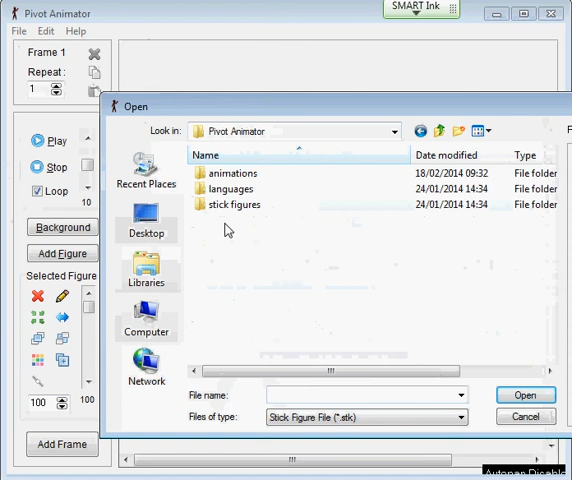 Pivot Animator
SMART Ink
File Edit Help
Frame 1
Repeat :
1
Open
Look in: Pivot Animator
Name Date modified Type
animations 18/02/2014 09:32 File folder
languages 24/01/2014 14:34 File folder
stick figures 24/01/2014 14:34 File folder
Play
Stop
Loop
10
Recent Places
Desktop
Libraries
Computer
Network
Background
Add Figure
Selected Figure
100 100
Add Frame
File name: Open
Files of type: Stick Figure File (*.stk) Cancel